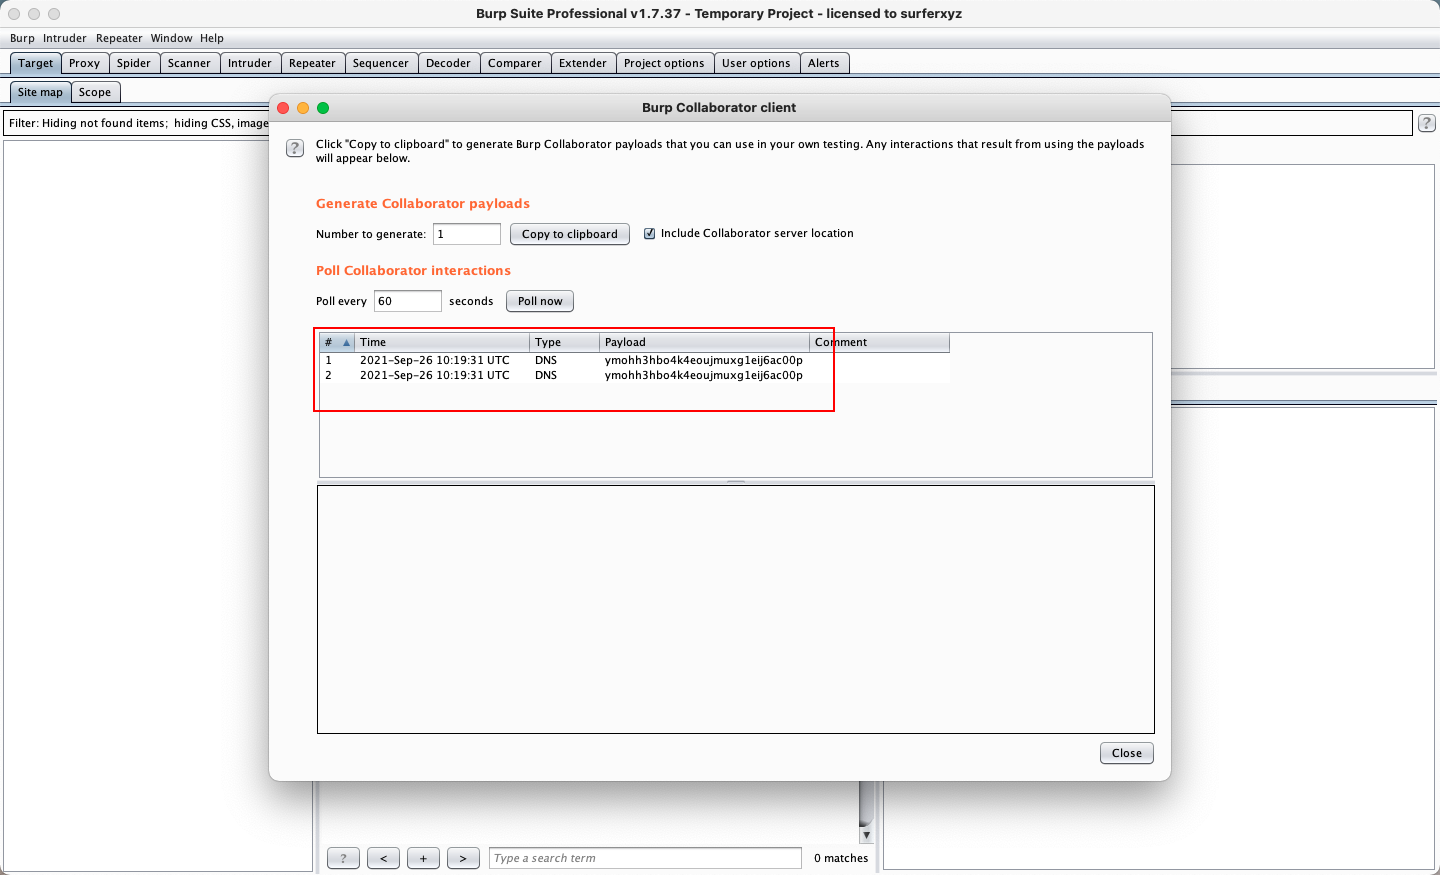 Burp Suite Professional v1.7.37 - Temporary Project - licensed to surferxyz
Burp Intruder Repeater Window Help
Target Proxy Spider Scanner Intruder Repeater Sequencer Decoder Comparer Extender Project options User options Alerts
Site map Scope
Filter: Hiding not found items; hiding CSS, image
?
Burp Collaborator client
?
Click "Copy to clipboard" to generate Burp Collaborator payloads that you can use in your own testing. Any interactions that result from using the payloads
will appear below.
Generate Collaborator payloads
Number to generate: 1 Copy to clipboard Include Collaborator server location
Poll Collaborator interactions
Poll every 60 seconds Poll now
# Time Type Payload Comment
1 2021-Sep-26 10:19:31 UTC DNS ymohh3hbo4k4eoujmuxg1eij6ac00p
2 2021-Sep-26 10:19:31 UTC DNS ymohh3hbo4k4eoujmuxg1eij6ac00p
Close
? < + > Type a search term 0 matches